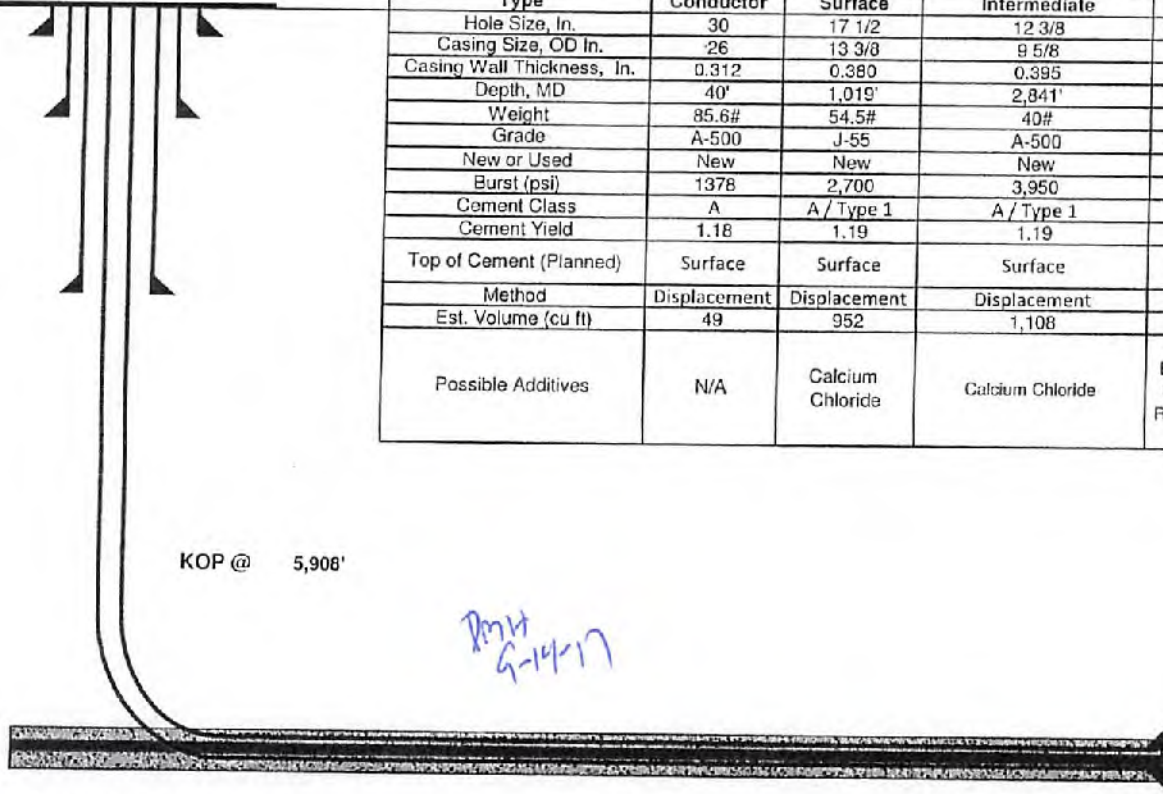 Type Conductor Surface Intermediate
Hole Size, In. 30 17 1/2 12 3/8
Casing Size, OD In. 26 13 3/8 9 5/8
Casing Wall Thickness, In. 0.312 0.380 0.395
Depth, MD 40' 1,019' 2,841'
Weight 85.6# 54.5# 40#
Grade A-500 J-55 A-500
New or Used New New New
Burst (psi) 1378 2,700 3,950
Cement Class A A / Type 1 A / Type 1
Cement Yield 1.18 1.19 1.19
Top of Cement (Planned) Surface Surface Surface
Method Displacement Displacement Displacement
Est. Volume (cu ft) 49 952 1,108
Possible Additives N/A Calcium Chloride Calcium Chloride
KOP @ 5,908'
DMH
9-14-17